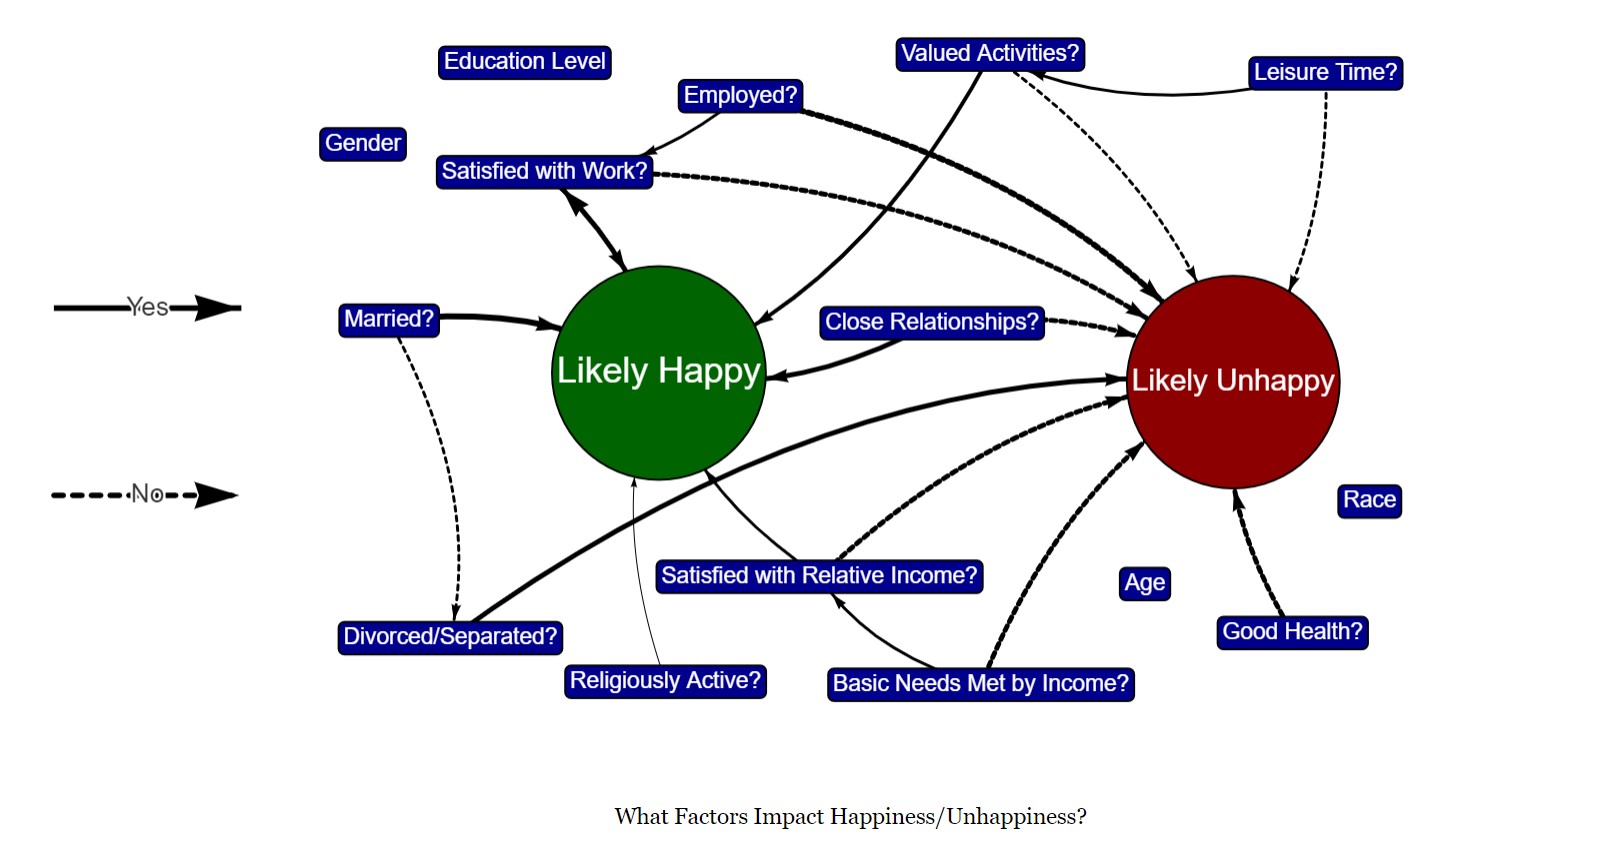 Education Level
Valued Activities?
Leisure Time?
Employed?
Gender
Satisfied with Work?
Yes
Married?
Close Relationships?
Likely Happy
Likely Unhappy
No
Race
Satisfied with Relative Income?
Age
Divorced/Separated?
Good Health?
Religiously Active?
Basic Needs Met by Income?
What Factors Impact Happiness/Unhappiness?